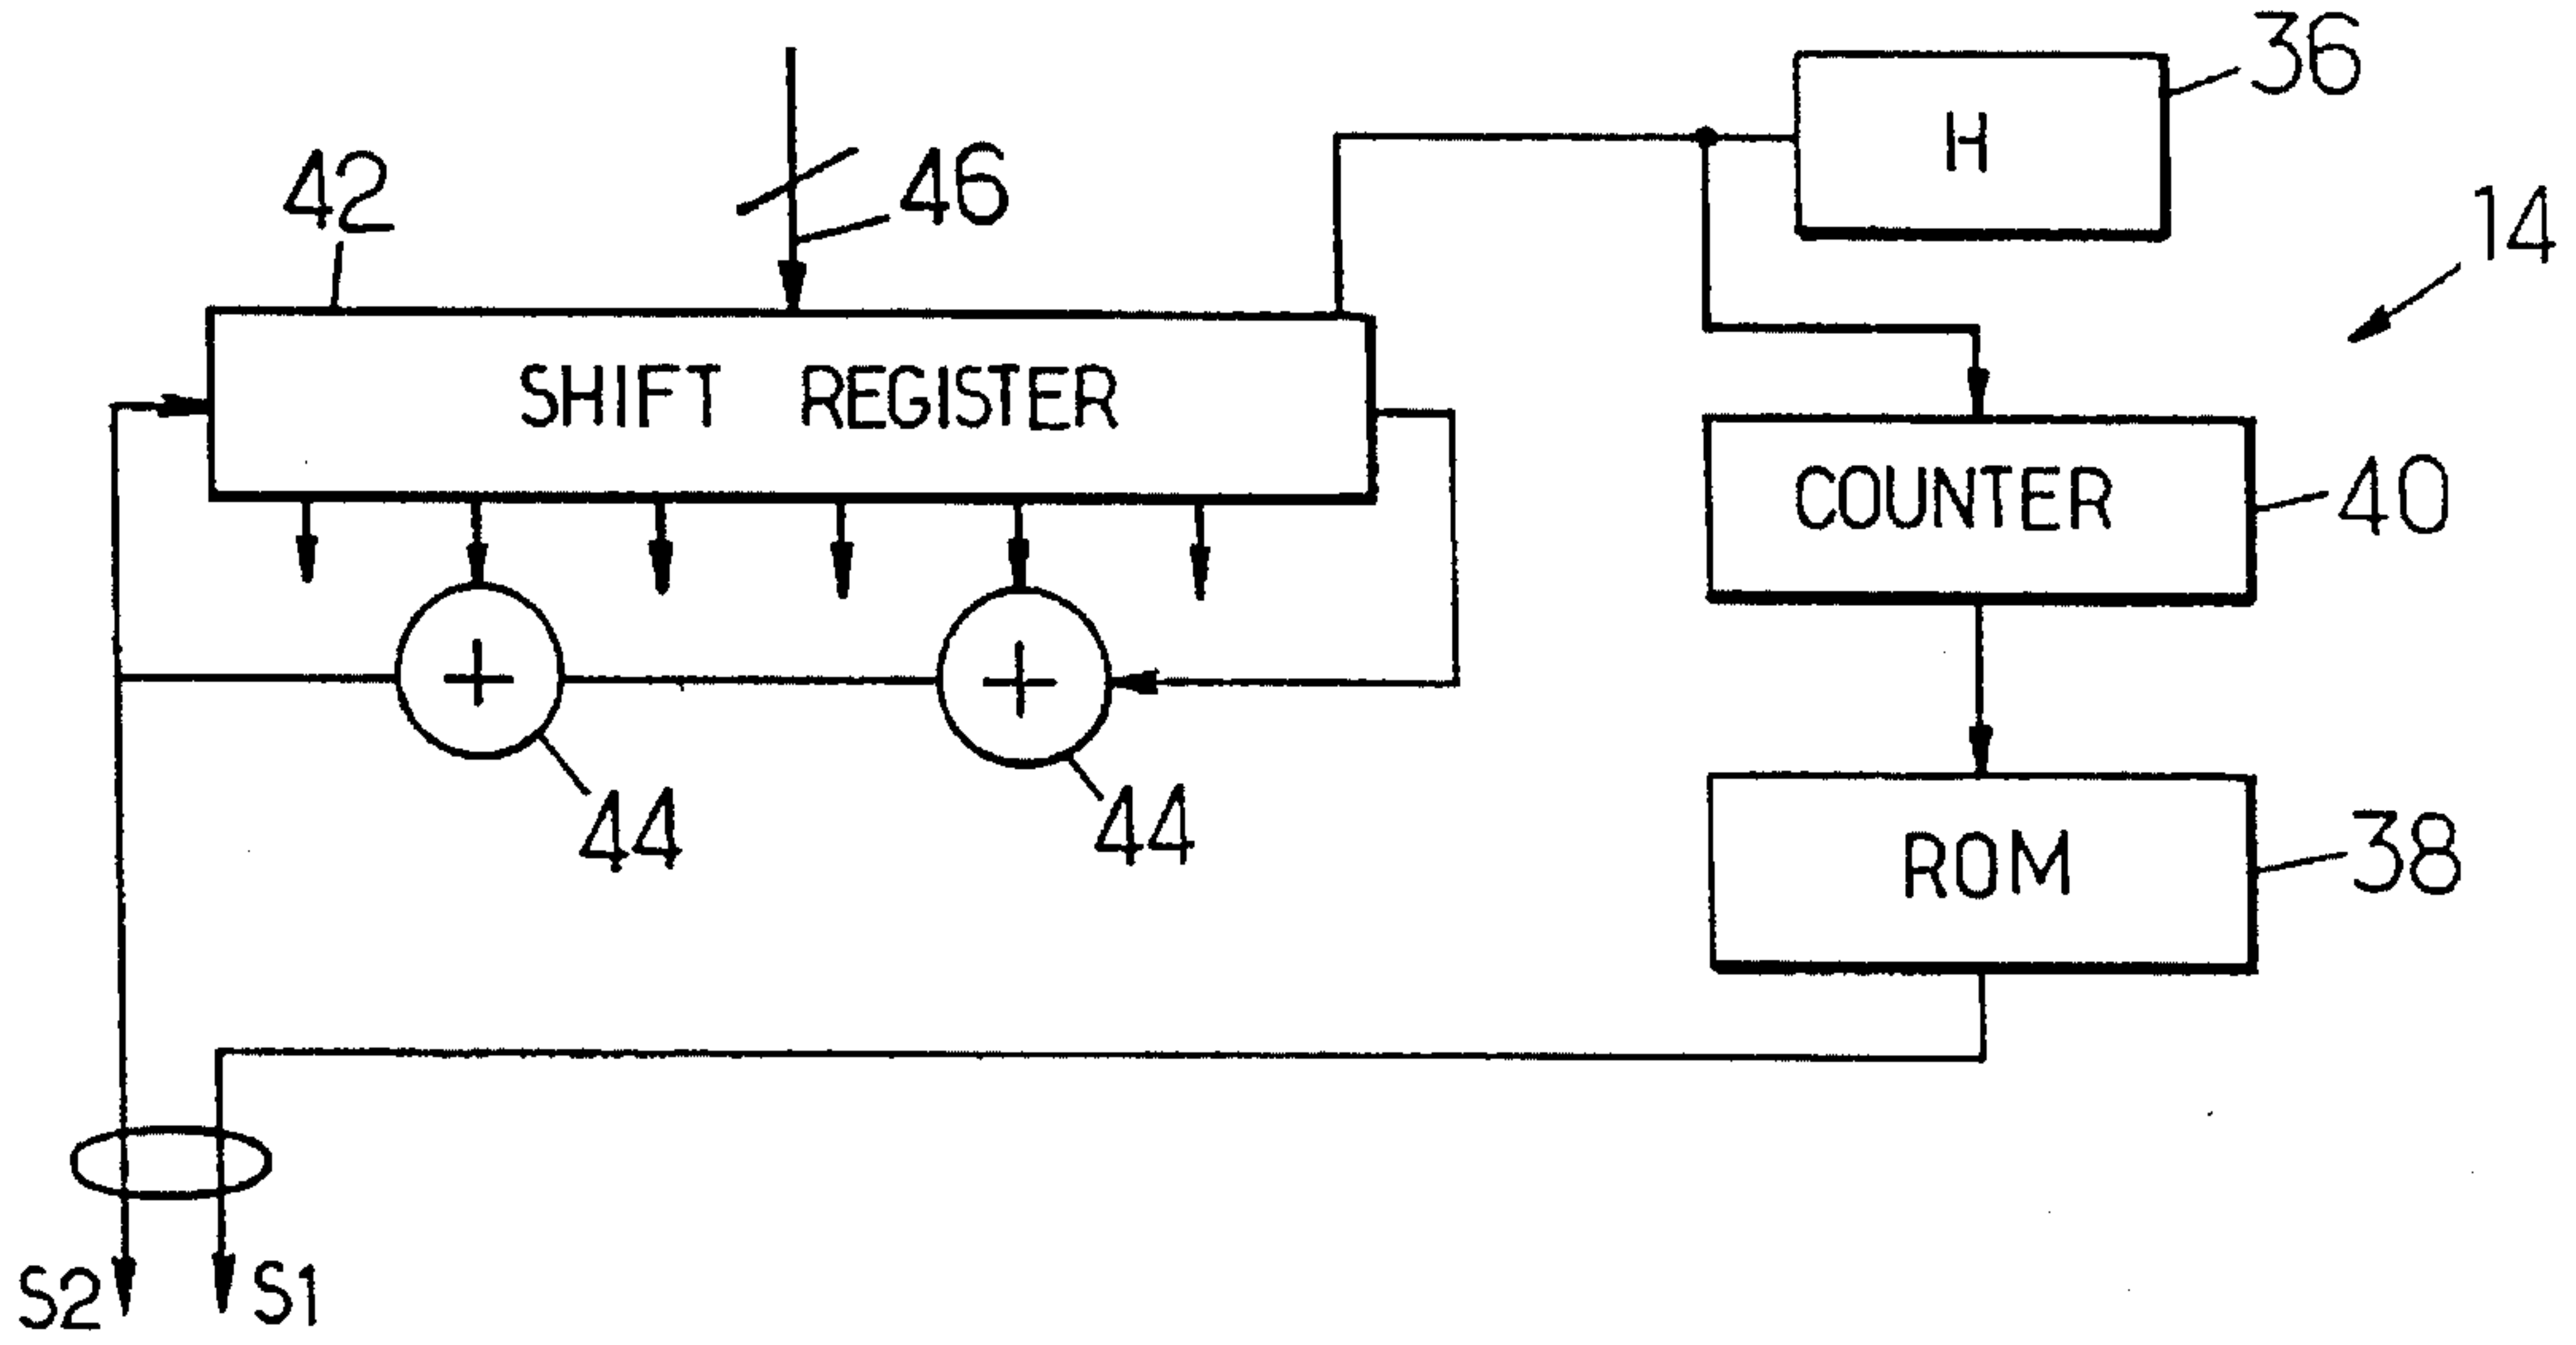 36
H
42
46
14
SHIFT REGISTER
COUNTER
40
+
+
44
44
ROM
38
S2
S1